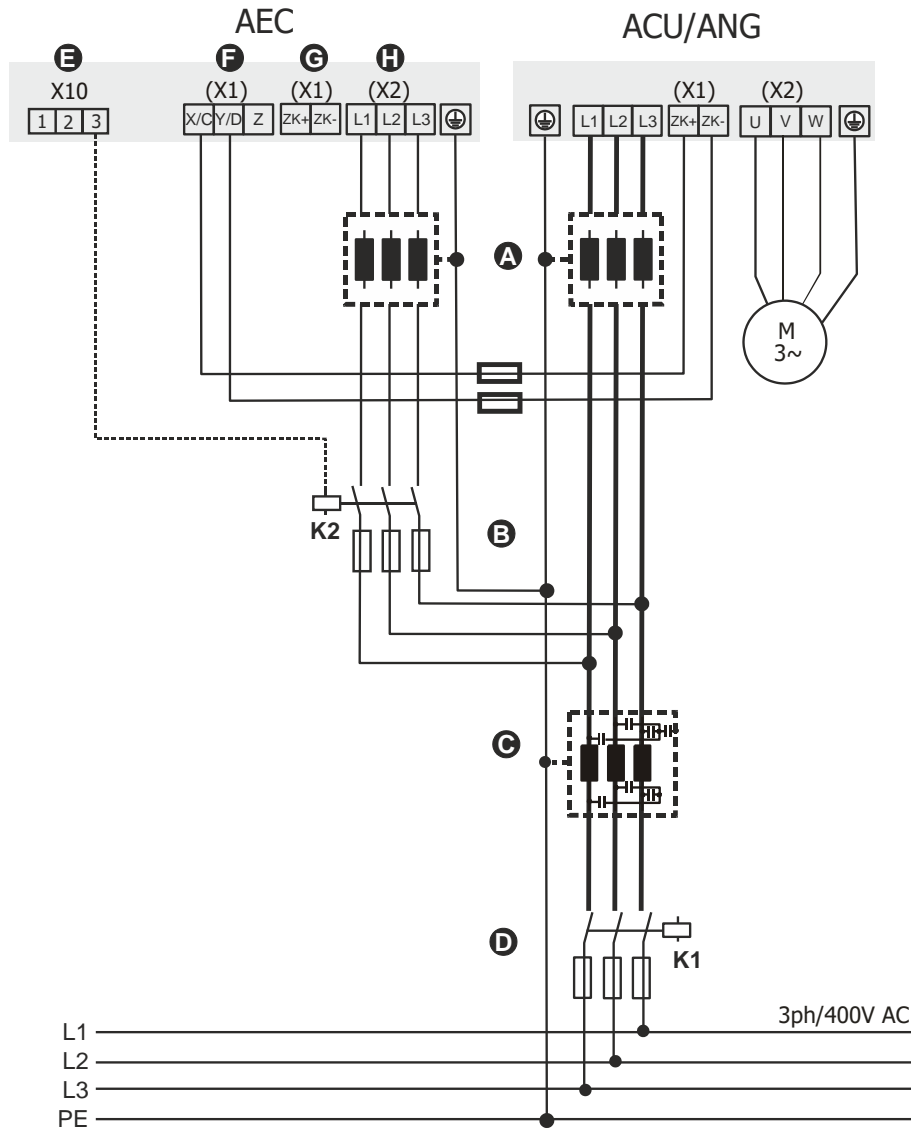 AEC
ACU/ANG
E
F
G
H
X10
(X1)
(X1)
(X2)
(X1)
(X2)
1 2 3
X/C Y/D Z
ZK+ ZK-
L1 L2 L3
L1 L2 L3
ZK+ ZK-
U V W
A
M
3~
K2
B
C
D
K1
3ph/400V AC
L1
L2
L3
PE